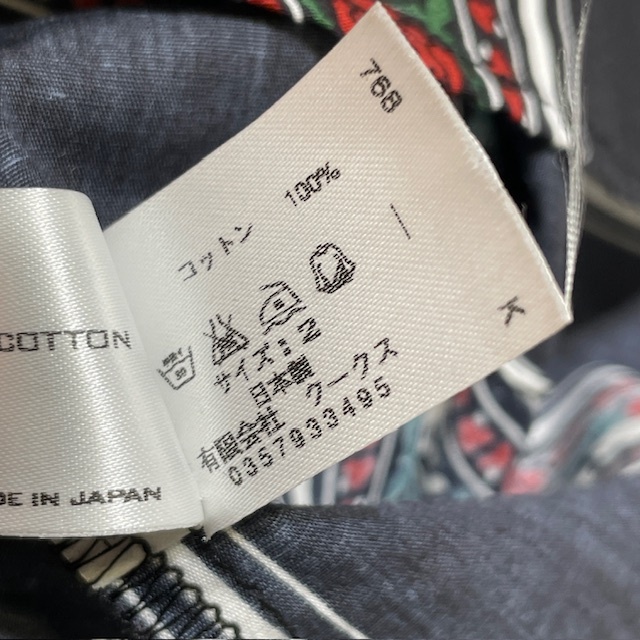 768
コットン 100%
サイズ:2
日本製
有限会社 クークス
0357933495
K
COTTON
DE IN JAPAN